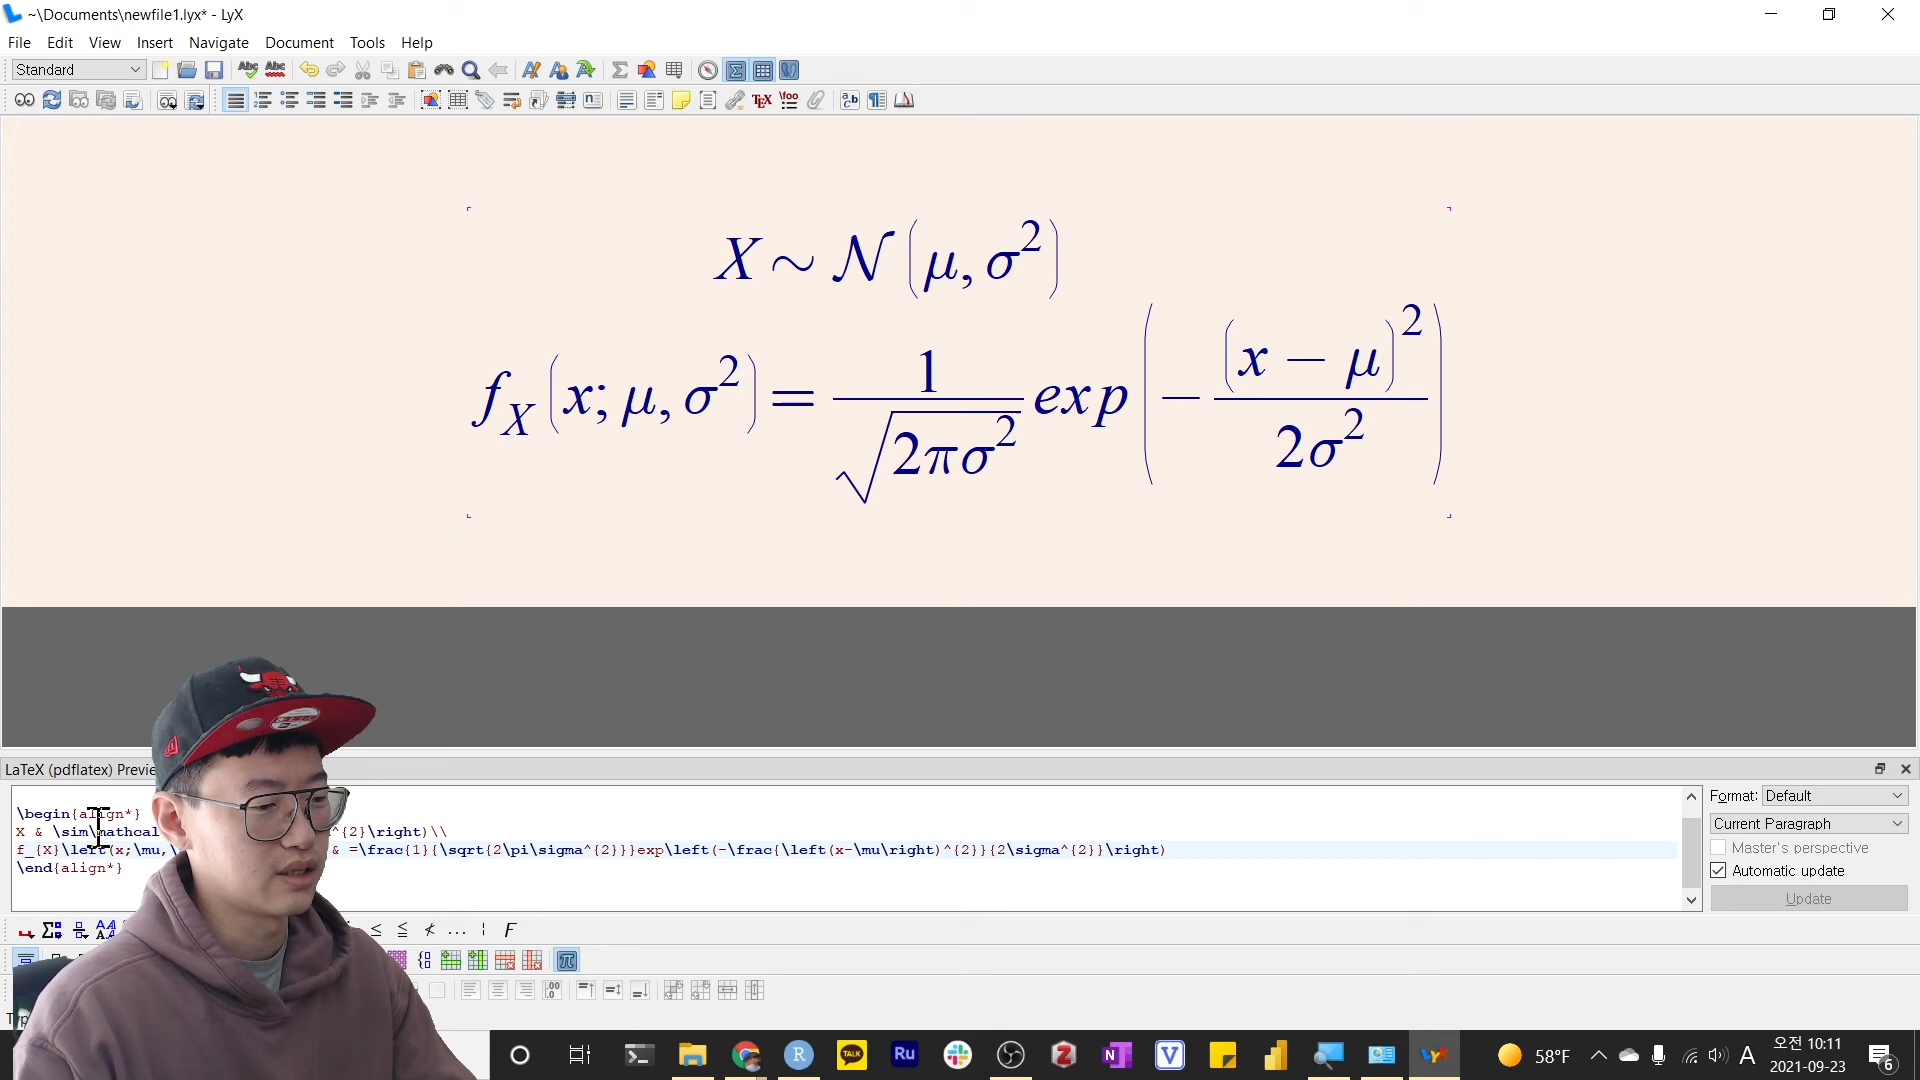 ~\Documents\newfile1.lyx* - LyX
File Edit View Insert Navigate Document Tools Help
Standard
X ~ 𝒩(μ, σ²)
f_X(x; μ, σ²) = 1/√(2πσ²) exp(−(x − μ)²/2σ²)
LaTeX (pdflatex) Previe
Format: Default
\begin{align*}
X & \sim\mathcal ^{2}\right)\\
f_{X}\left(x;\mu,\ & =\frac{1}{\sqrt{2\pi\sigma^{2}}}exp\left(-\frac{\left(x-\mu\right)^{2}}{2\sigma^{2}}\right)
\end{align*}
Current Paragraph
Master's perspective
Automatic update
Update
58°F
A
오전 10:11
2021-09-23
6